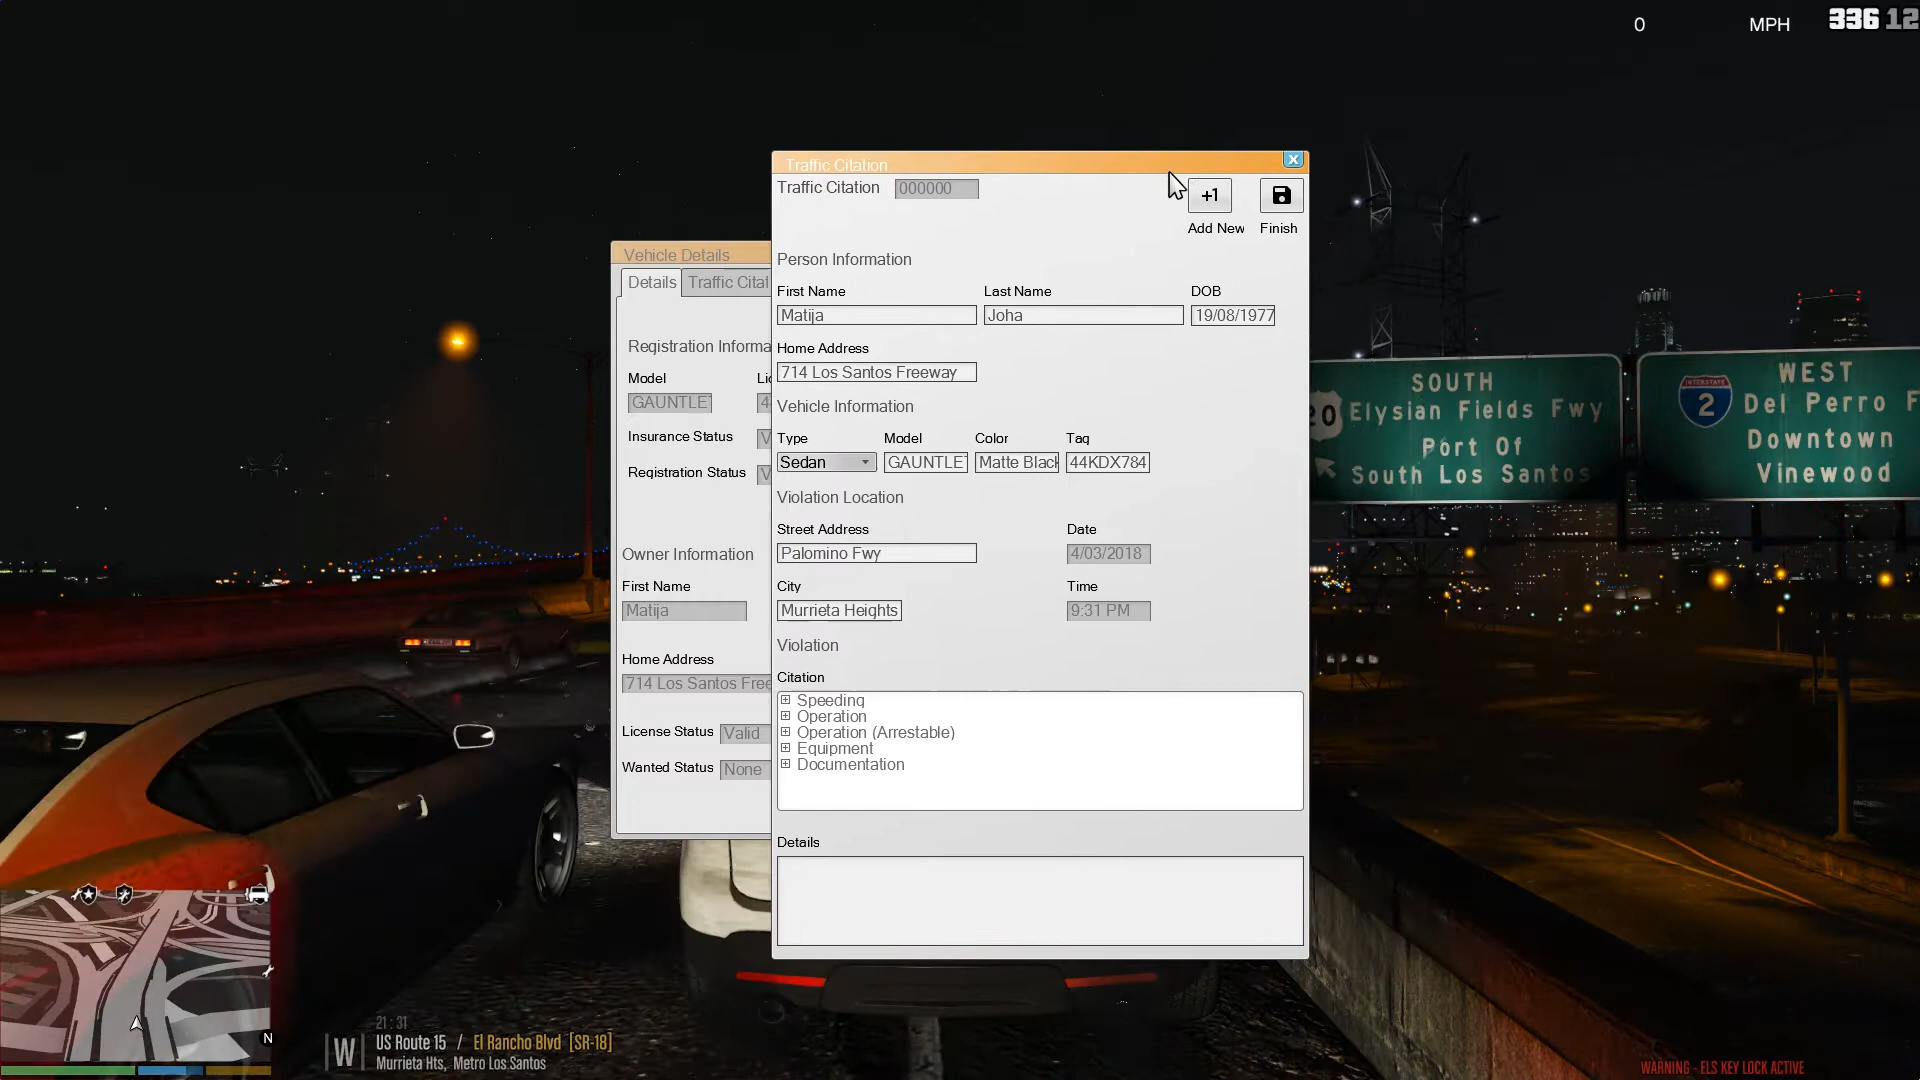 0 MPH 336 12
Traffic Citation
Traffic Citation 000000
+1
Add New Finish
Person Information
First Name Last Name DOB
Matija Joha 19/08/1977
Home Address
714 Los Santos Freeway
Vehicle Information
Type Model Color Tag
Sedan GAUNTLET Matte Black 44KDX784
Violation Location
Street Address Date
Palomino Fwy 4/03/2018
City Time
Murrieta Heights 9:31 PM
Violation
Citation
Speeding
Operation
Operation (Arrestable)
Equipment
Documentation
Details
Vehicle Details
Details Traffic Citat
Registration Informa
Model Lic
GAUNTLET 4
Insurance Status V
Registration Status V
Owner Information
First Name
Matija
Home Address
714 Los Santos Free
License Status Valid
Wanted Status None
20
SOUTH
Elysian Fields Fwy
Port Of
South Los Santos
INTERSTATE
2
WEST
Del Perro F
Downtown
Vinewood
N
21:31
W US Route 15 / El Rancho Blvd [SR-18]
Murrieta Hts, Metro Los Santos
WARNING - ELS KEY LOCK ACTIVE